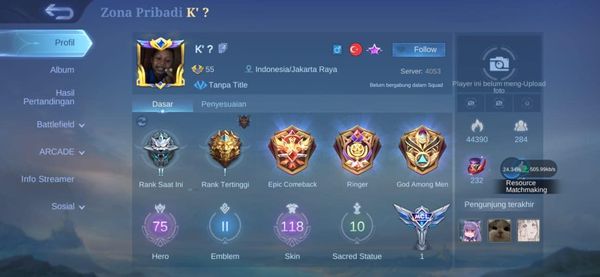 Zona Pribadi K' ?
Profil
Album
Hasil
Pertandingan
Battlefield
ARCADE
Info Streamer
Sosial
K' ?
Follow
55
Indonesia/Jakarta Raya
Server: 4053
Tanpa Title
Belum bergabung dalam Squad
Dasar
Penyesuaian
Rank Saat Ini
Rank Tertinggi
Epic Comeback
Ringer
God Among Men
75
II
118
10
MCL
Hero
Emblem
Skin
Sacred Statue
1
Player ini belum meng-Upload
foto
44390
284
24.34%
505.99kb/s
232
Resource
Matchmaking
Pengunjung terakhir